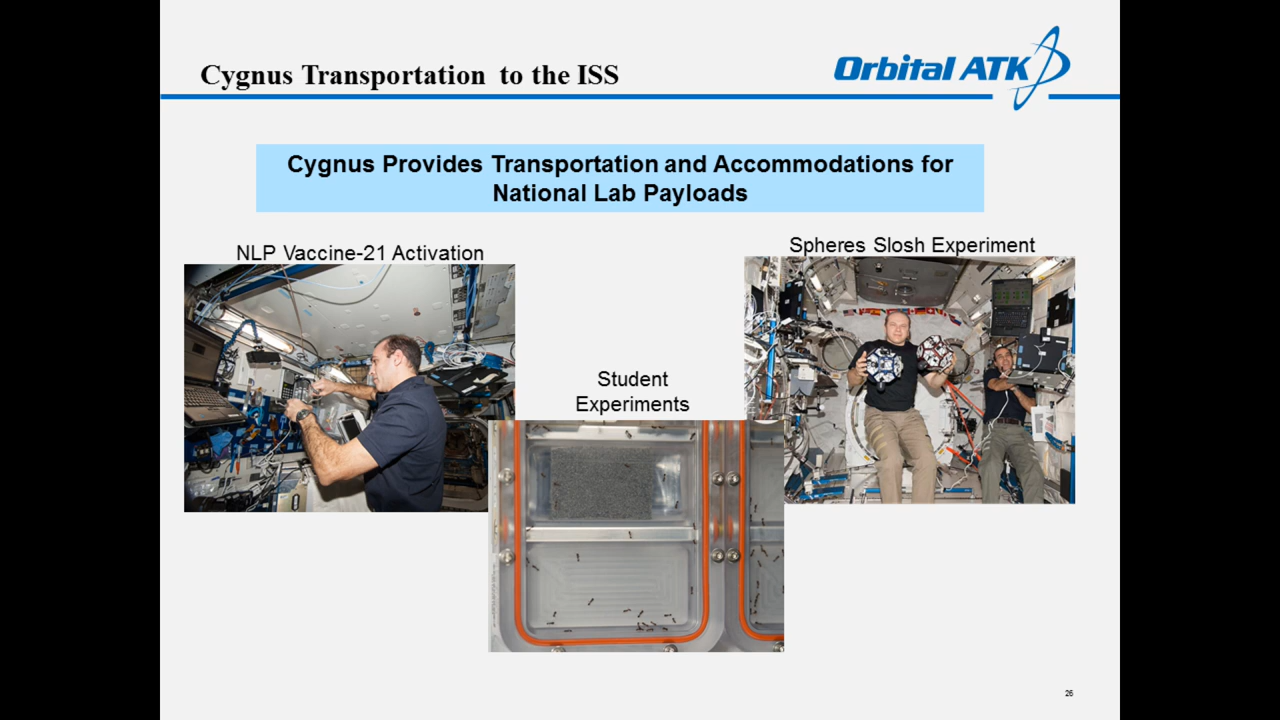 Cygnus Transportation to the ISS
Orbital ATK
Cygnus Provides Transportation and Accommodations for
National Lab Payloads
NLP Vaccine-21 Activation
Spheres Slosh Experiment
Student
Experiments
26